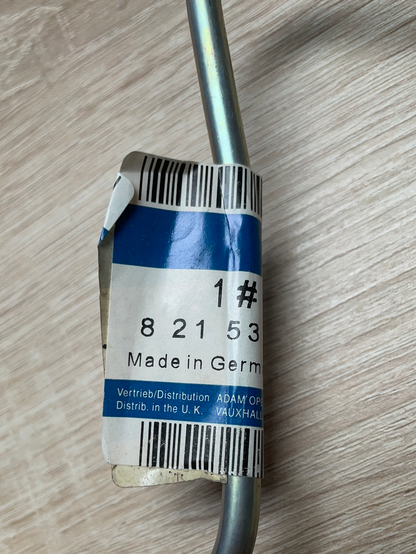 1#
8 21 53
Made in Germ
Vertrieb/Distribution ADAM OP
Distrib. in the U. K. VAUXHAL